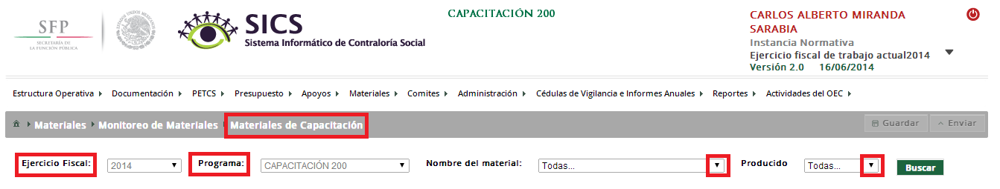 SFP
SECRETARÍA DE
LA FUNCIÓN PÚBLICA
SICS
Sistema Informático de Contraloría Social
CAPACITACIÓN 200
CARLOS ALBERTO MIRANDA
SARABIA
Instancia Normativa
Ejercicio fiscal de trabajo actual2014
Versión 2.0 16/06/2014
Estructura Operativa Documentación PETCS Presupuesto Apoyos Materiales Comites Administración Cédulas de Vigilancia e Informes Anuales Reportes Actividades del OEC
Materiales Monitoreo de Materiales Materiales de Capacitación Guardar Enviar
Ejercicio Fiscal: 2014 Programa: CAPACITACIÓN 200 Nombre del material: Todas... Producido Todas... Buscar